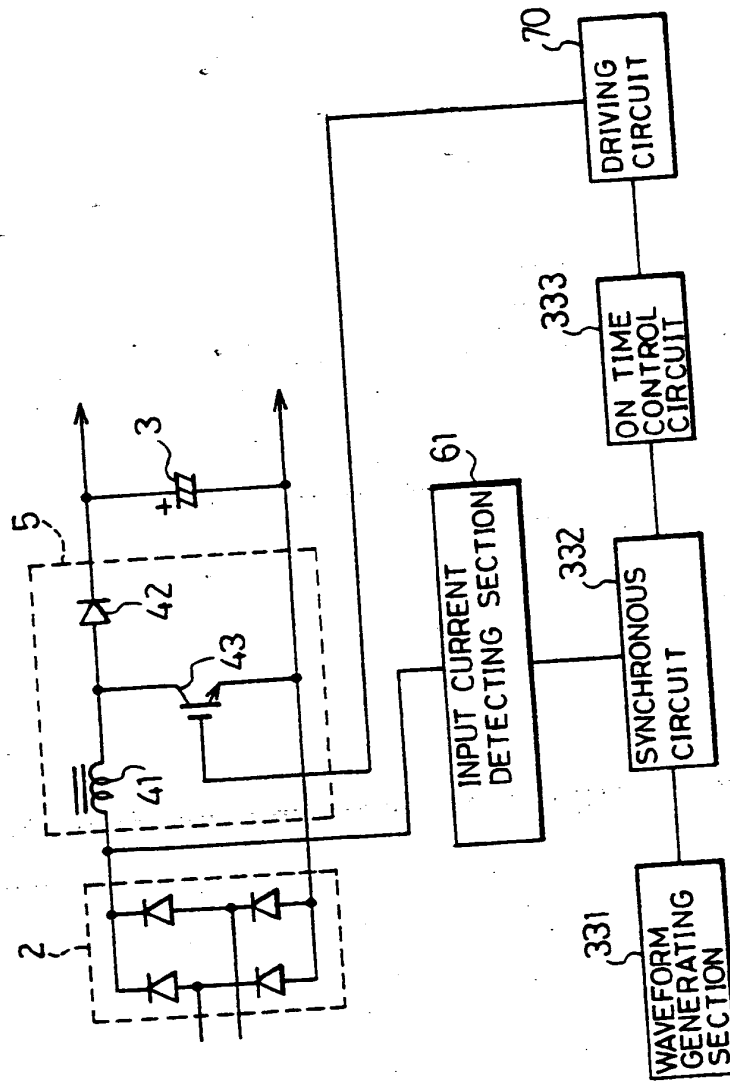 2
5
41
42
43
+
3
61
INPUT CURRENT
DETECTING SECTION
331
WAVEFORM
GENERATING
SECTION
332
SYNCHRONOUS
CIRCUIT
333
ON TIME
CONTROL
CIRCUIT
70
DRIVING
CIRCUIT